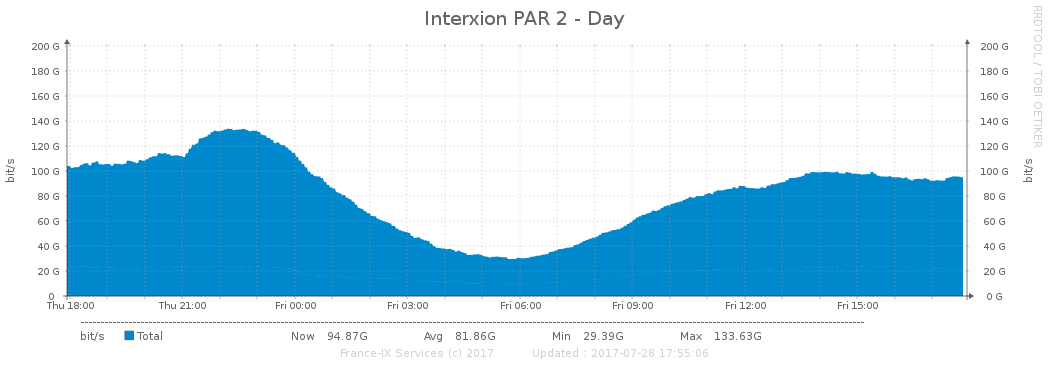 Interxion PAR 2 - Day
RRDTOOL / TOBI OETIKER
bit/s
bit/s
200 G 200 G
180 G 180 G
160 G 160 G
140 G 140 G
120 G 120 G
100 G 100 G
80 G 80 G
60 G 60 G
40 G 40 G
20 G 20 G
0 0 G
Thu 18:00 Thu 21:00 Fri 00:00 Fri 03:00 Fri 06:00 Fri 09:00 Fri 12:00 Fri 15:00
bit/s Total Now 94.87G Avg 81.86G Min 29.39G Max 133.63G
France-IX Services (c) 2017 Updated : 2017-07-28 17:55:06